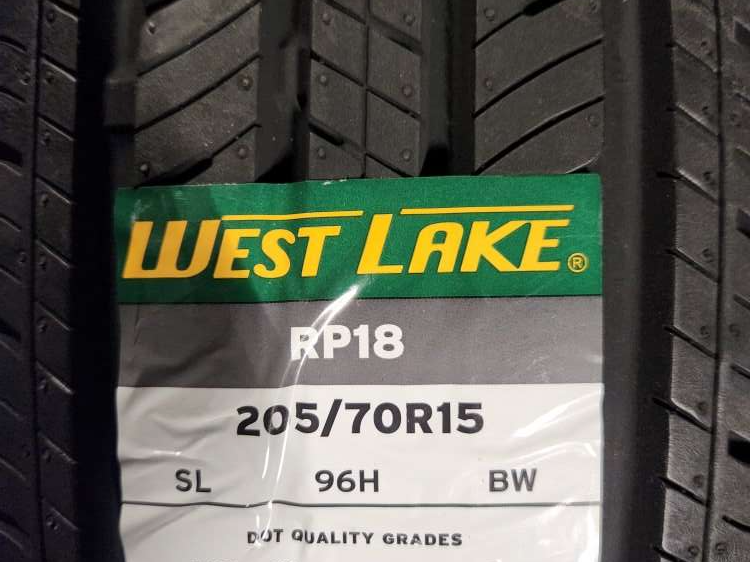 WEST LAKE®
RP18
205/70R15
SL 96H BW
DOT QUALITY GRADES